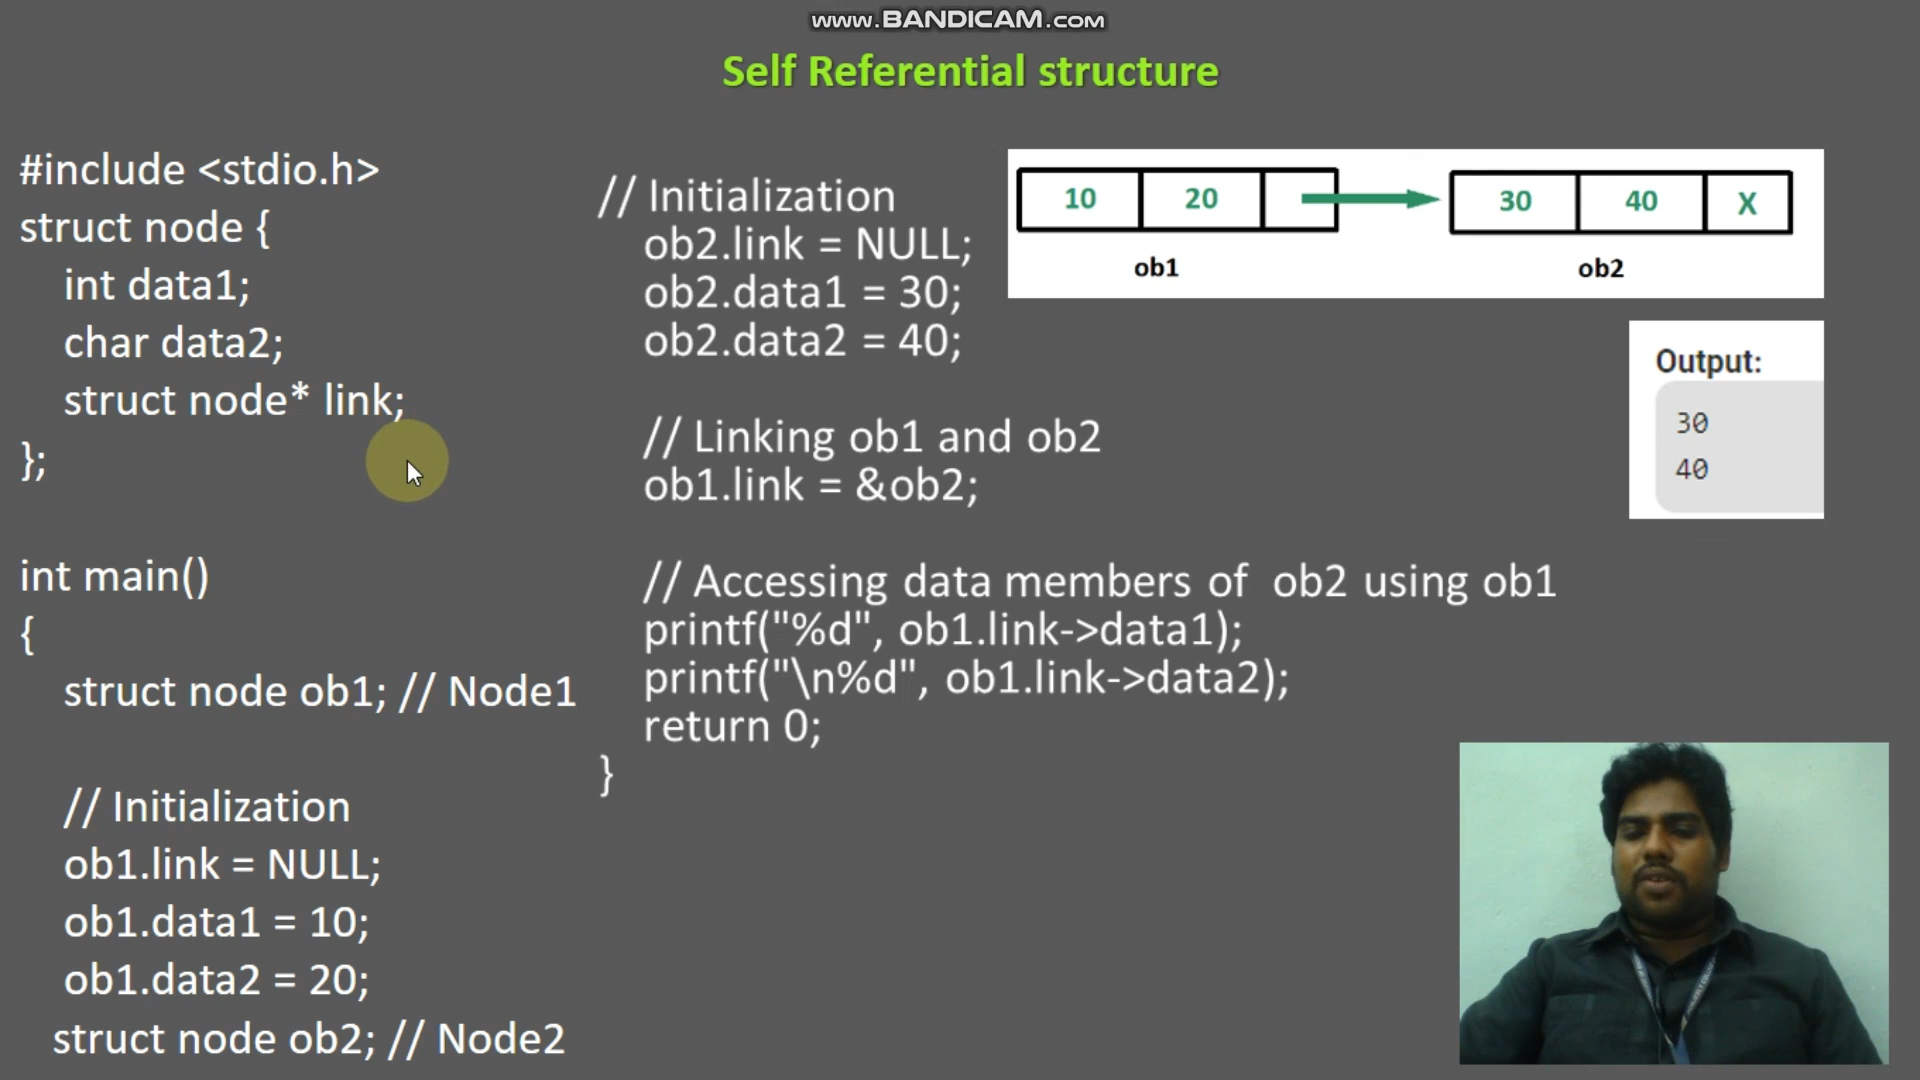 www.BANDICAM.com
Self Referential structure
#include <stdio.h>
struct node {
int data1;
char data2;
struct node* link;
};
int main()
{
struct node ob1; // Node1
// Initialization
ob1.link = NULL;
ob1.data1 = 10;
ob1.data2 = 20;
struct node ob2; // Node2
// Initialization
ob2.link = NULL;
ob2.data1 = 30;
ob2.data2 = 40;
// Linking ob1 and ob2
ob1.link = &ob2;
// Accessing data members of  ob2 using ob1
printf("%d", ob1.link->data1);
printf("\n%d", ob1.link->data2);
return 0;
}
10 20 30 40 X
ob1 ob2
Output:
30
40